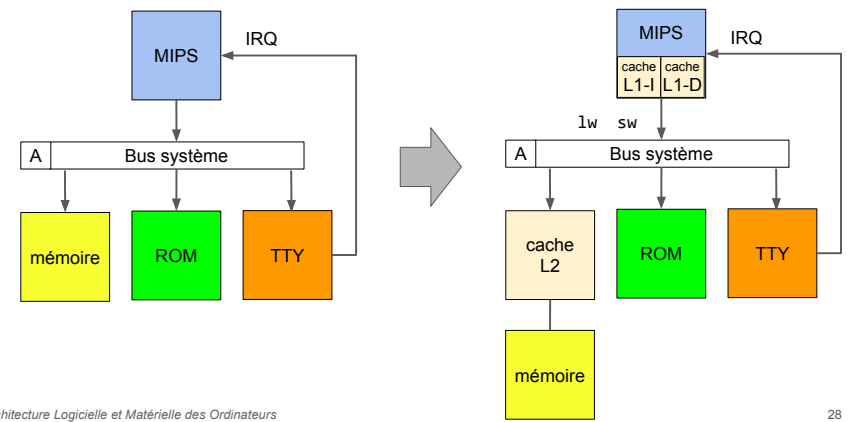 MIPS
IRQ
A
Bus système
mémoire
ROM
TTY
MIPS
cache cache
L1-I L1-D
IRQ
lw sw
A
Bus système
cache
L2
ROM
TTY
mémoire
chitecture Logicielle et Matérielle des Ordinateurs
28